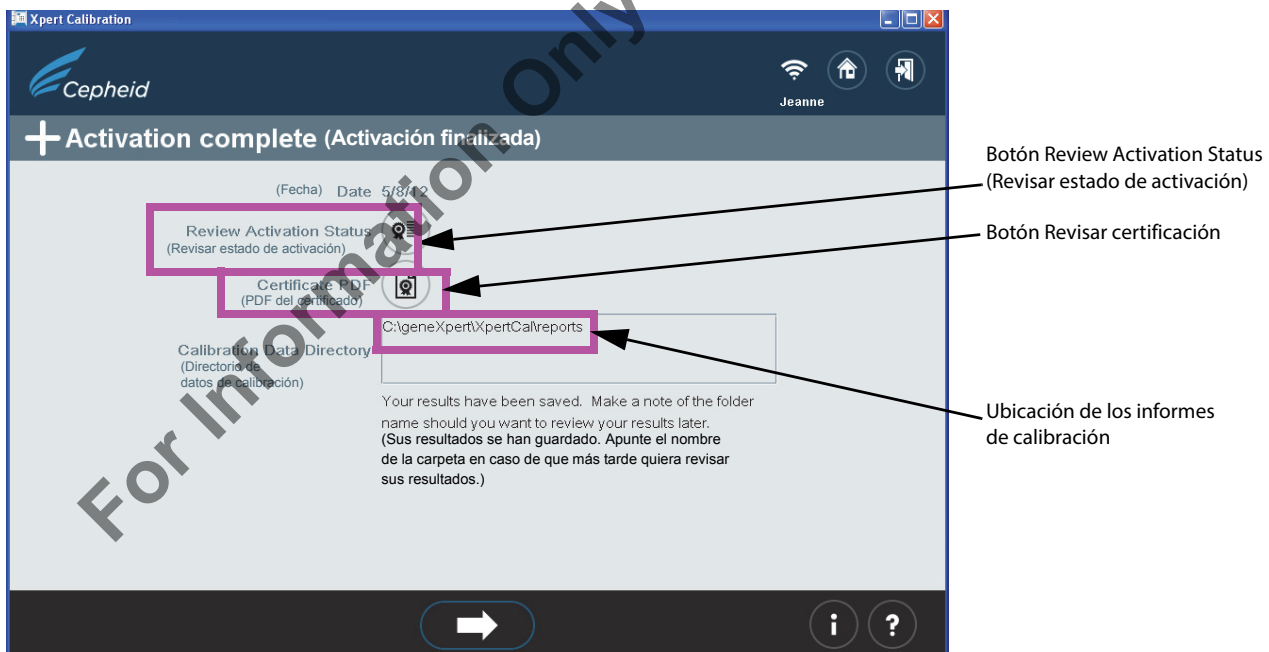 Xpert Calibration
Cepheid
Jeanne
Activation complete (Activación finalizada)
(Fecha) Date 5/8/12
Review Activation Status
(Revisar estado de activación)
Certificate PDF
(PDF del certificado)
C:\geneXpert\XpertCal\reports
Calibration Data Directory
(Directorio de
datos de calibración)
Your results have been saved. Make a note of the folder
name should you want to review your results later.
(Sus resultados se han guardado. Apunte el nombre
de la carpeta en caso de que más tarde quiera revisar
sus resultados.)
i ?
Botón Review Activation Status
(Revisar estado de activación)
Botón Revisar certificación
Ubicación de los informes
de calibración
For Information Only